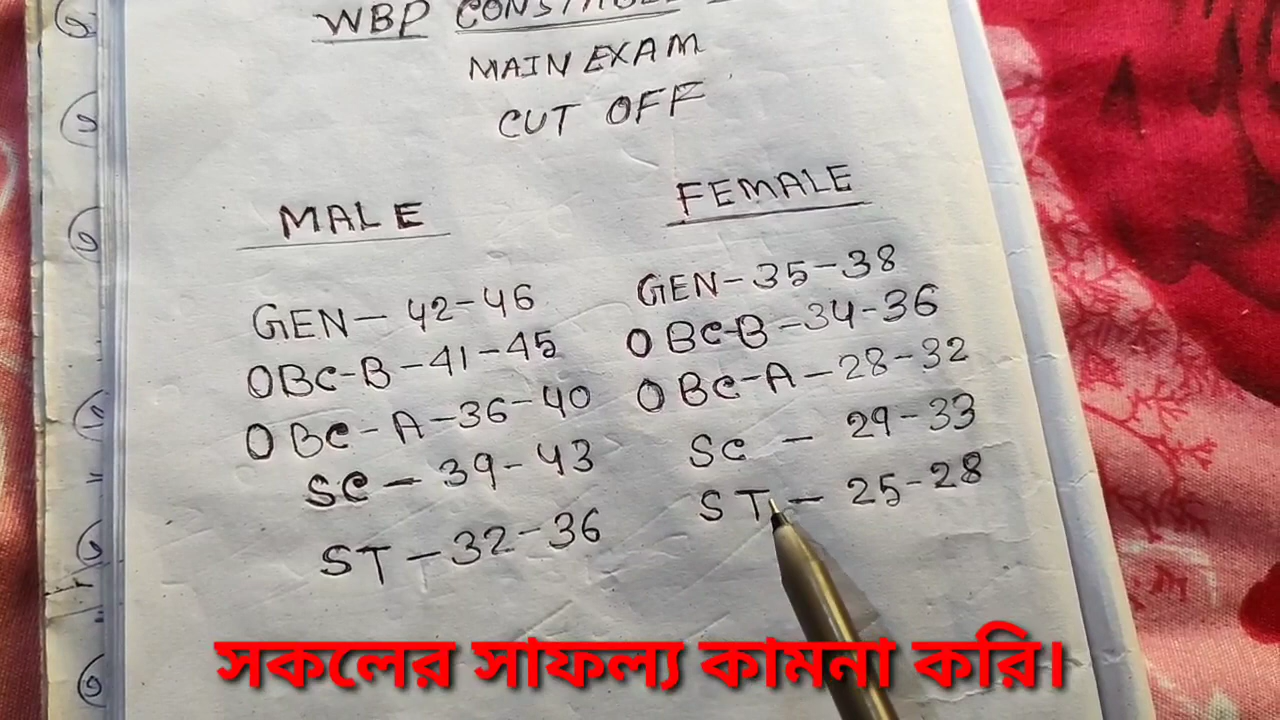 WBP CONSTABLE
MAIN EXAM
CUT OFF
MALE
GEN - 42-46
OBC-B - 41-45
OBC-A - 36-40
SC - 39-43
ST - 32-36
FEMALE
GEN - 35-38
OBC-B - 34-36
OBC-A - 28-32
SC - 29-33
ST - 25-28
সকলের সাফল্য কামনা করি।